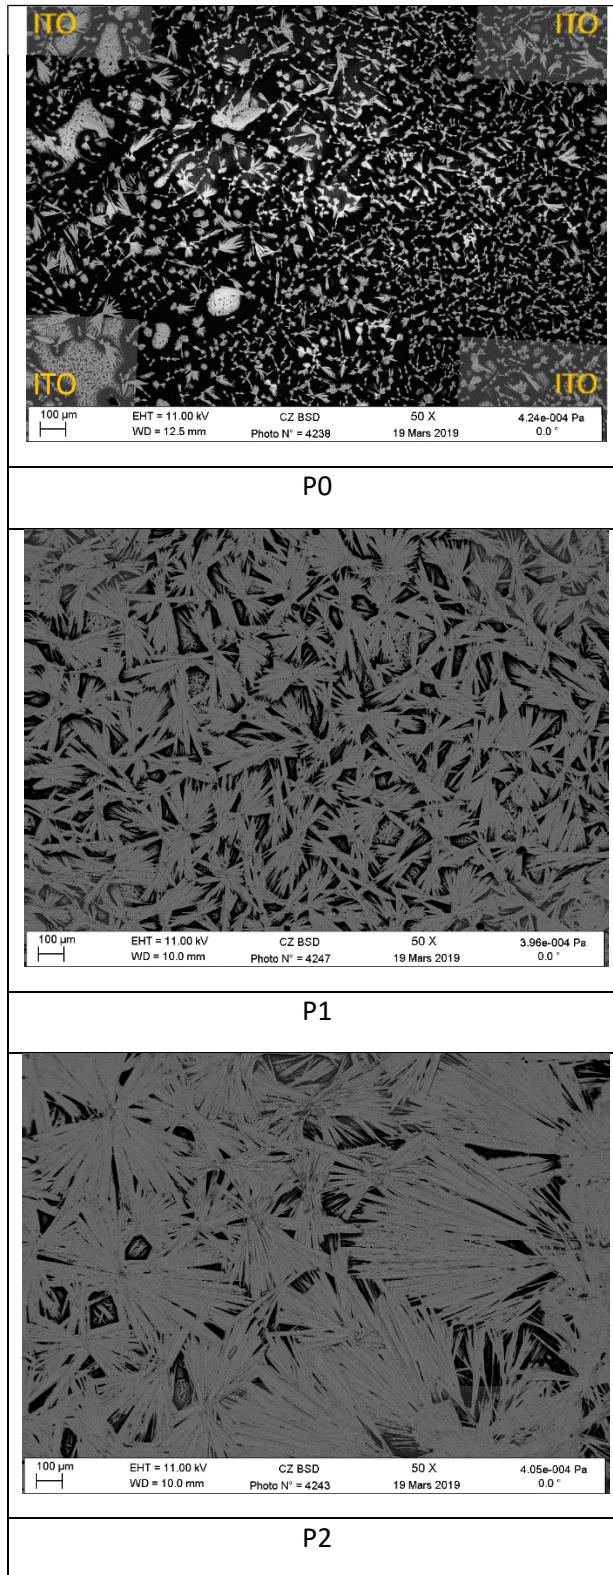 ITO ITO
ITO ITO
100 µm EHT = 11.00 kV CZ BSD 50 X 4.24e-004 Pa
WD = 12.5 mm Photo N° = 4238 19 Mars 2019 0.0 °
P0
100 µm EHT = 11.00 kV CZ BSD 50 X 3.96e-004 Pa
WD = 10.0 mm Photo N° = 4247 19 Mars 2019 0.0 °
P1
100 µm EHT = 11.00 kV CZ BSD 50 X 4.05e-004 Pa
WD = 10.0 mm Photo N° = 4243 19 Mars 2019 0.0 °
P2